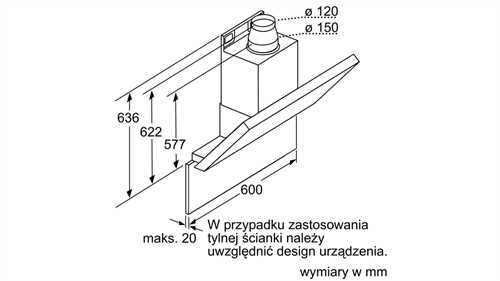 ø 120
ø 150
636
622
577
600
maks. 20
W przypadku zastosowania
tylnej ścianki należy
uwzględnić design urządzenia.
wymiary w mm